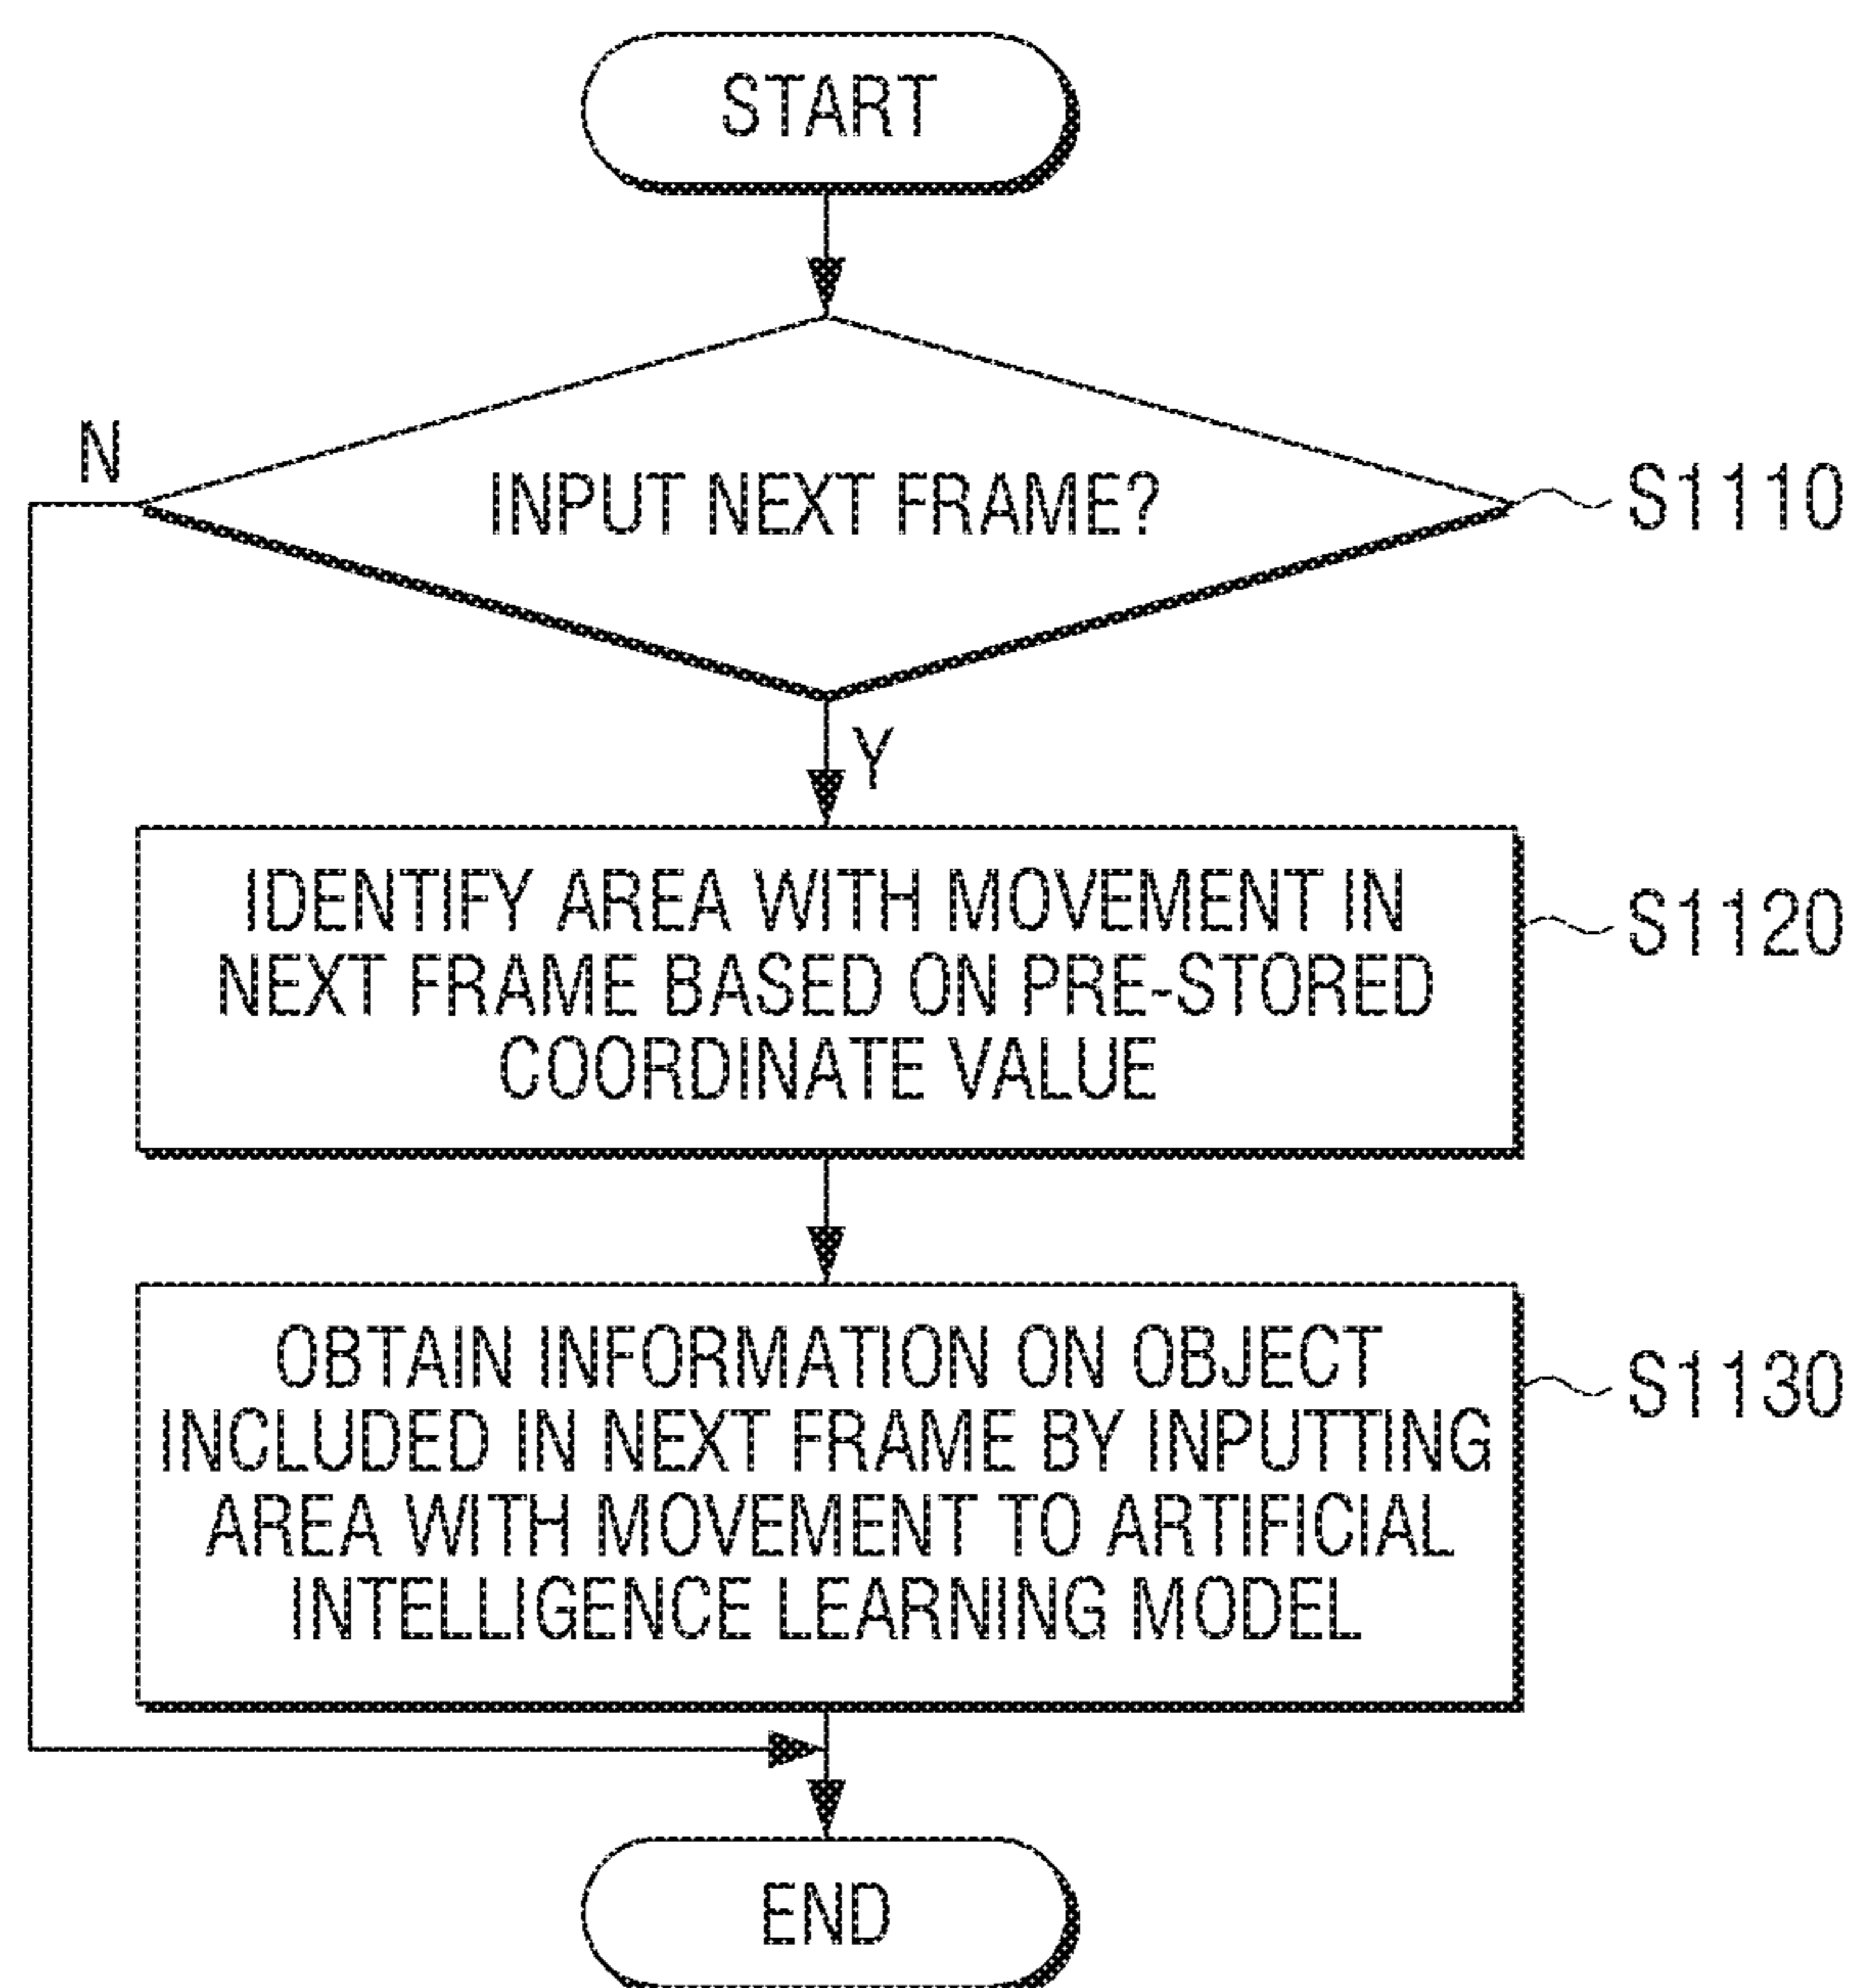 START
N
INPUT NEXT FRAME?
S1110
Y
IDENTIFY AREA WITH MOVEMENT IN
NEXT FRAME BASED ON PRE-STORED
COORDINATE VALUE
S1120
OBTAIN INFORMATION ON OBJECT
INCLUDED IN NEXT FRAME BY INPUTTING
AREA WITH MOVEMENT TO ARTIFICIAL
INTELLIGENCE LEARNING MODEL
S1130
END